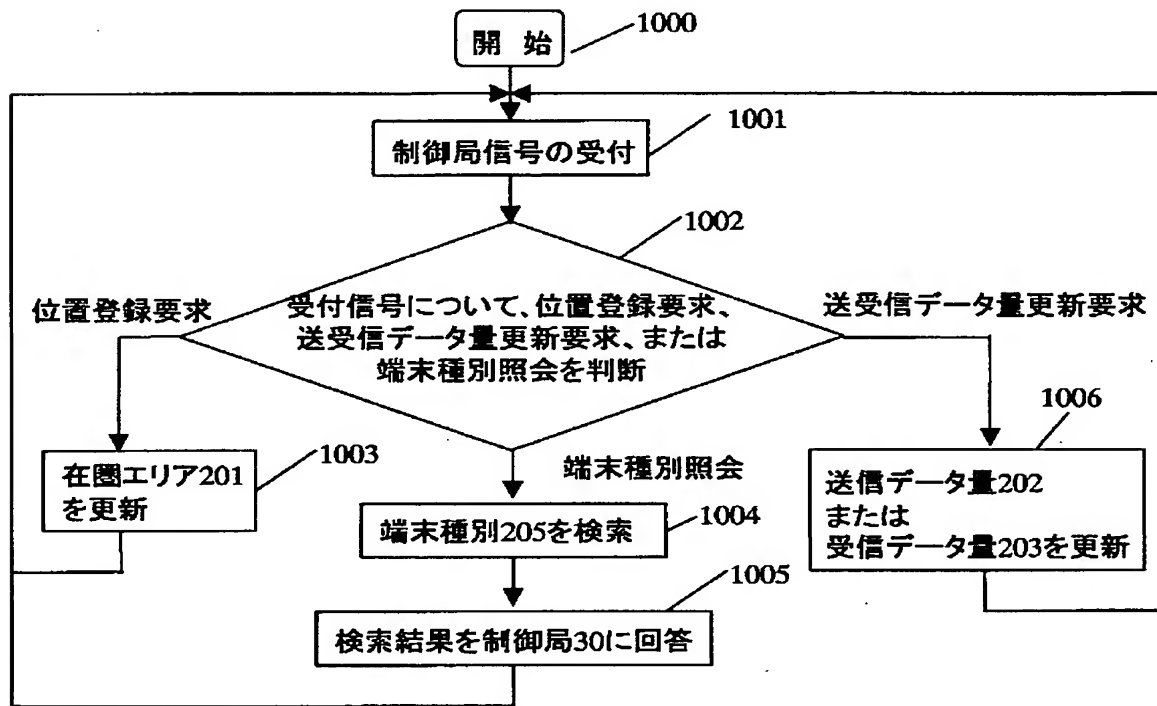 開 始
1000
制御局信号の受付
1001
1002
受付信号について、位置登録要求、
送受信データ量更新要求、または
端末種別照会を判断
位置登録要求
送受信データ量更新要求
端末種別照会
在圏エリア201
を更新
1003
端末種別205を検索
1004
検索結果を制御局30に回答
1005
送信データ量202
または
受信データ量203を更新
1006